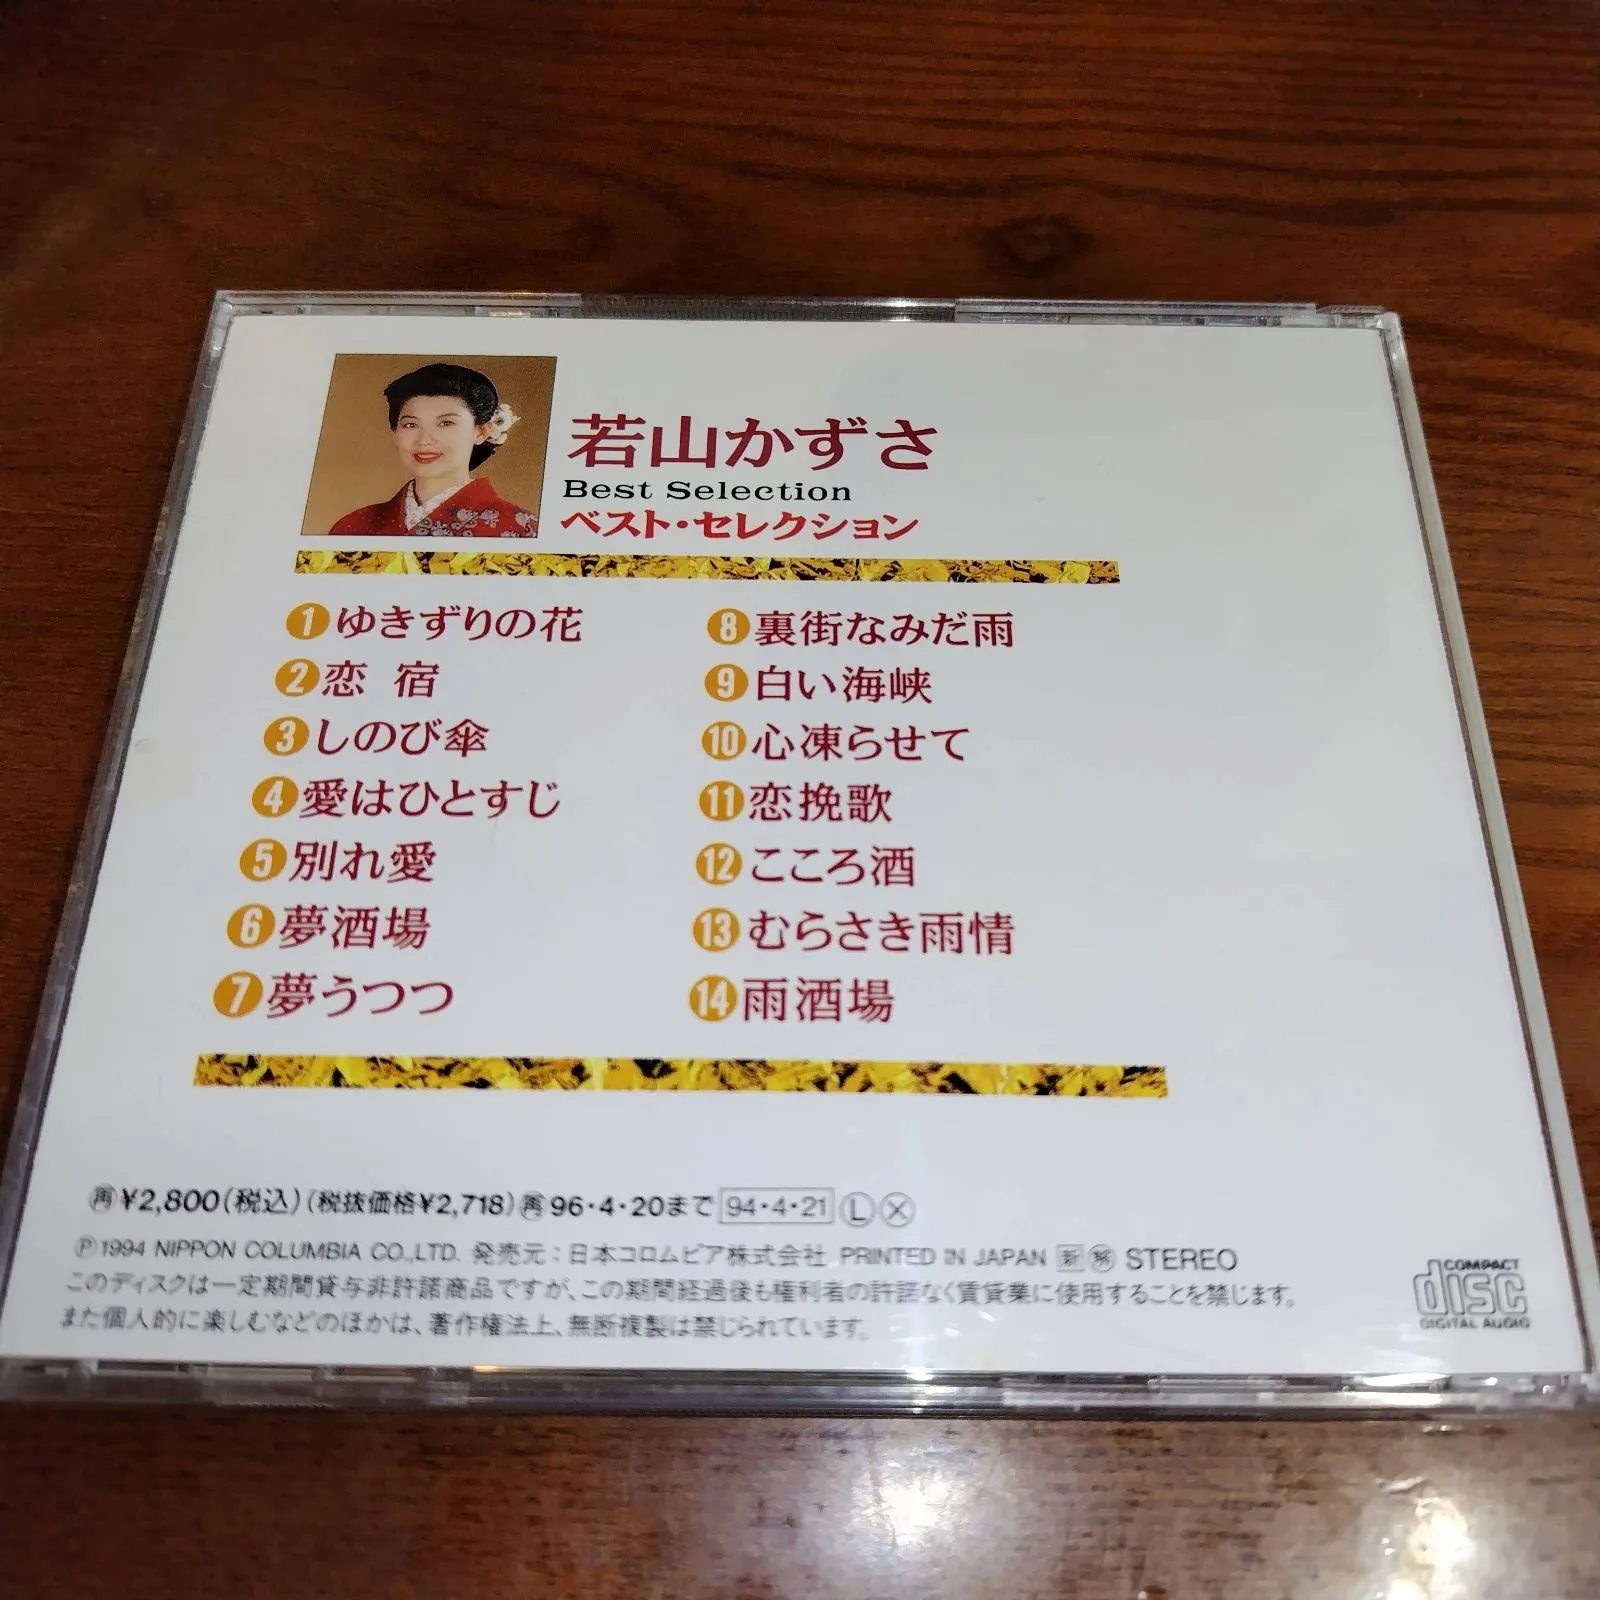 若山かずさ
Best Selection
ベスト・セレクション
1 ゆきずりの花
2 恋 宿
3 しのび傘
4 愛はひとすじ
5 別れ愛
6 夢酒場
7 夢うつつ
8 裏街なみだ雨
9 白い海峡
10 心凍らせて
11 恋挽歌
12 こころ酒
13 むらさき雨情
14 雨酒場
再 ¥2,800(税込)(税抜価格¥2,718)再96・4・20まで 94・4・21 L X
Ⓟ1994 NIPPON COLUMBIA CO.,LTD. 発売元:日本コロムビア株式会社 PRINTED IN JAPAN STEREO
このディスクは一定期間貸与非許諾商品ですが、この期間経過後も権利者の許諾なく賃貸業に使用することを禁じます。
また個人的に楽しむなどのほかは、著作権法上、無断複製は禁じられています。
COMPACT
disc
DIGITAL AUDIO